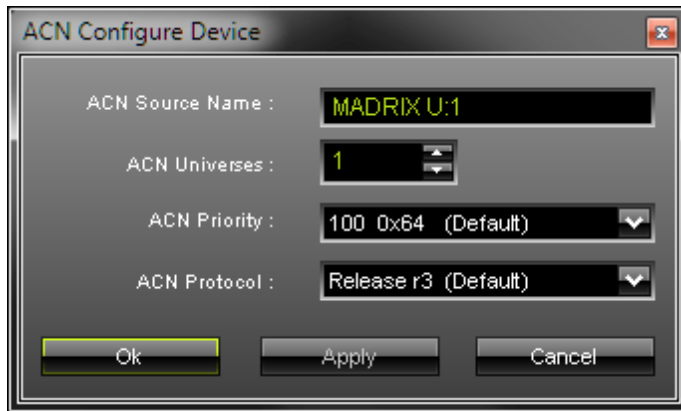 ACN Configure Device
ACN Source Name : MADRIX U:1
ACN Universes : 1
ACN Priority : 100 0x64 (Default)
ACN Protocol : Release r3 (Default)
Ok Apply Cancel